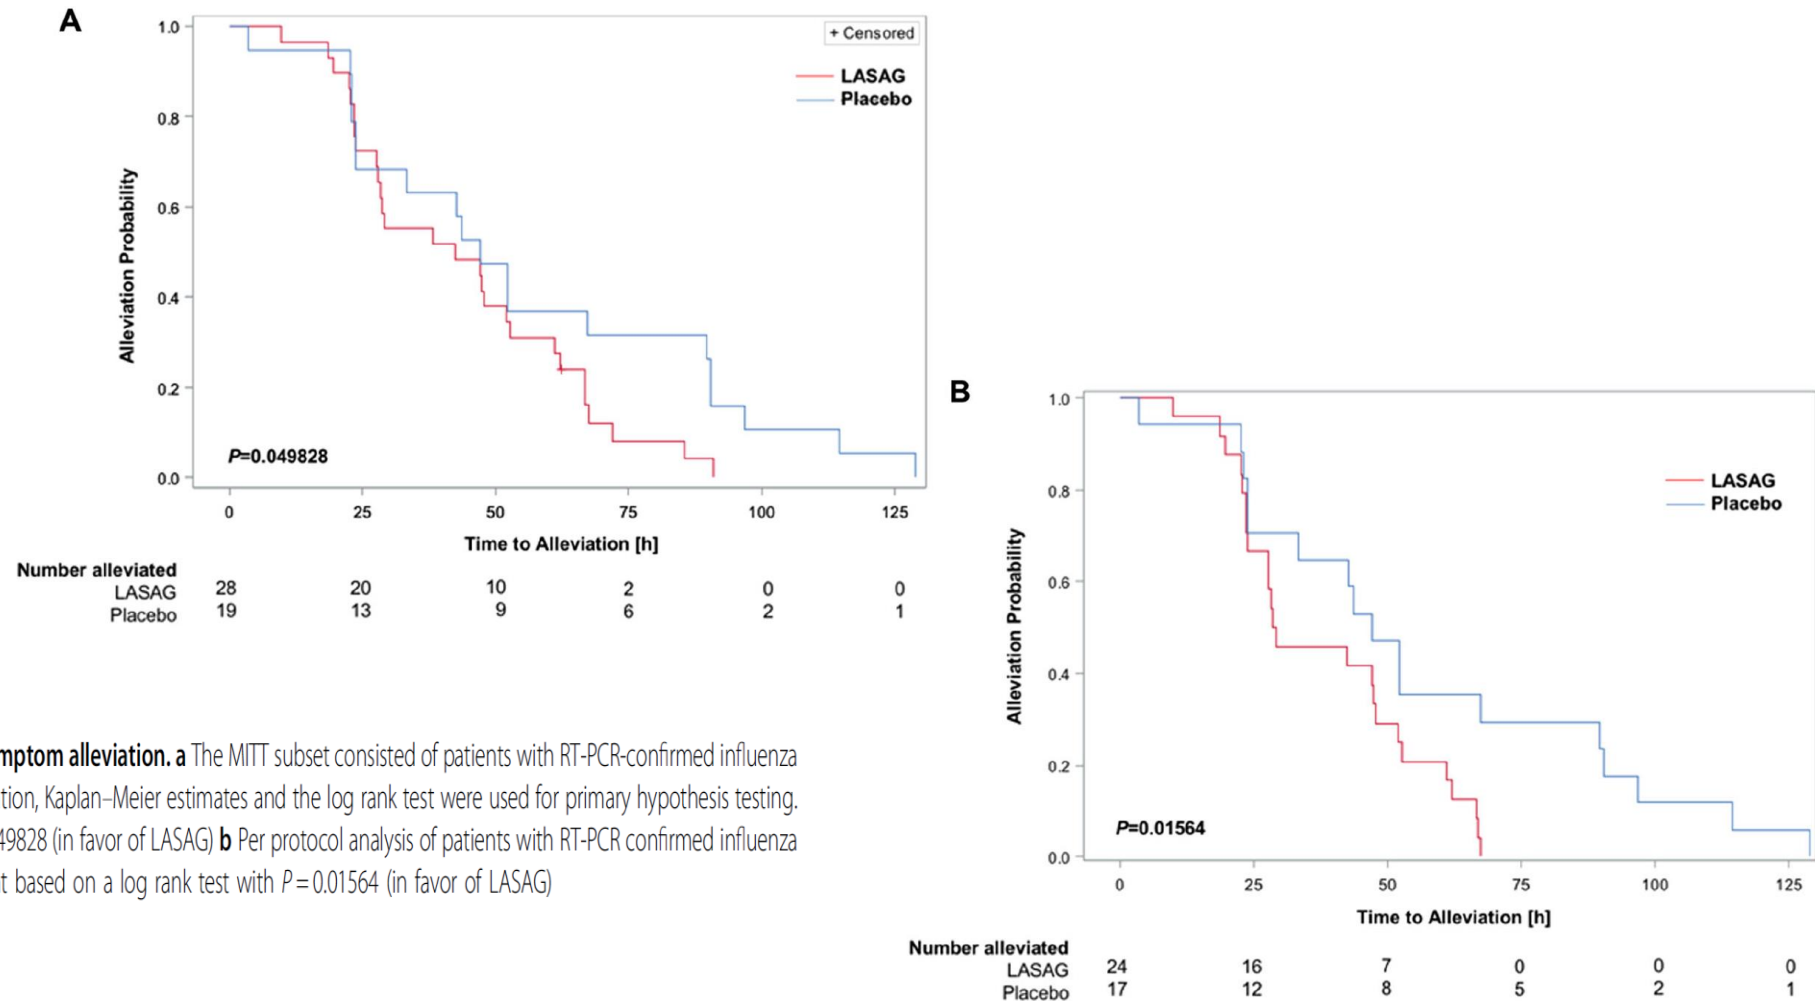 A
1.0
0.8
0.6
0.4
0.2
0.0
Alleviation Probability
+ Censored
LASAG
Placebo
P=0.049828
0 25 50 75 100 125
Time to Alleviation [h]
Number alleviated
LASAG 28 20 10 2 0 0
Placebo 19 13 9 6 2 1
mptom alleviation. a The MITT subset consisted of patients with RT-PCR-confirmed influenza
tion, Kaplan–Meier estimates and the log rank test were used for primary hypothesis testing.
49828 (in favor of LASAG) b Per protocol analysis of patients with RT-PCR confirmed influenza
t based on a log rank test with P = 0.01564 (in favor of LASAG)
B
1.0
0.8
0.6
0.4
0.2
0.0
Alleviation Probability
LASAG
Placebo
P=0.01564
0 25 50 75 100 125
Time to Alleviation [h]
Number alleviated
LASAG 24 16 7 0 0 0
Placebo 17 12 8 5 2 1